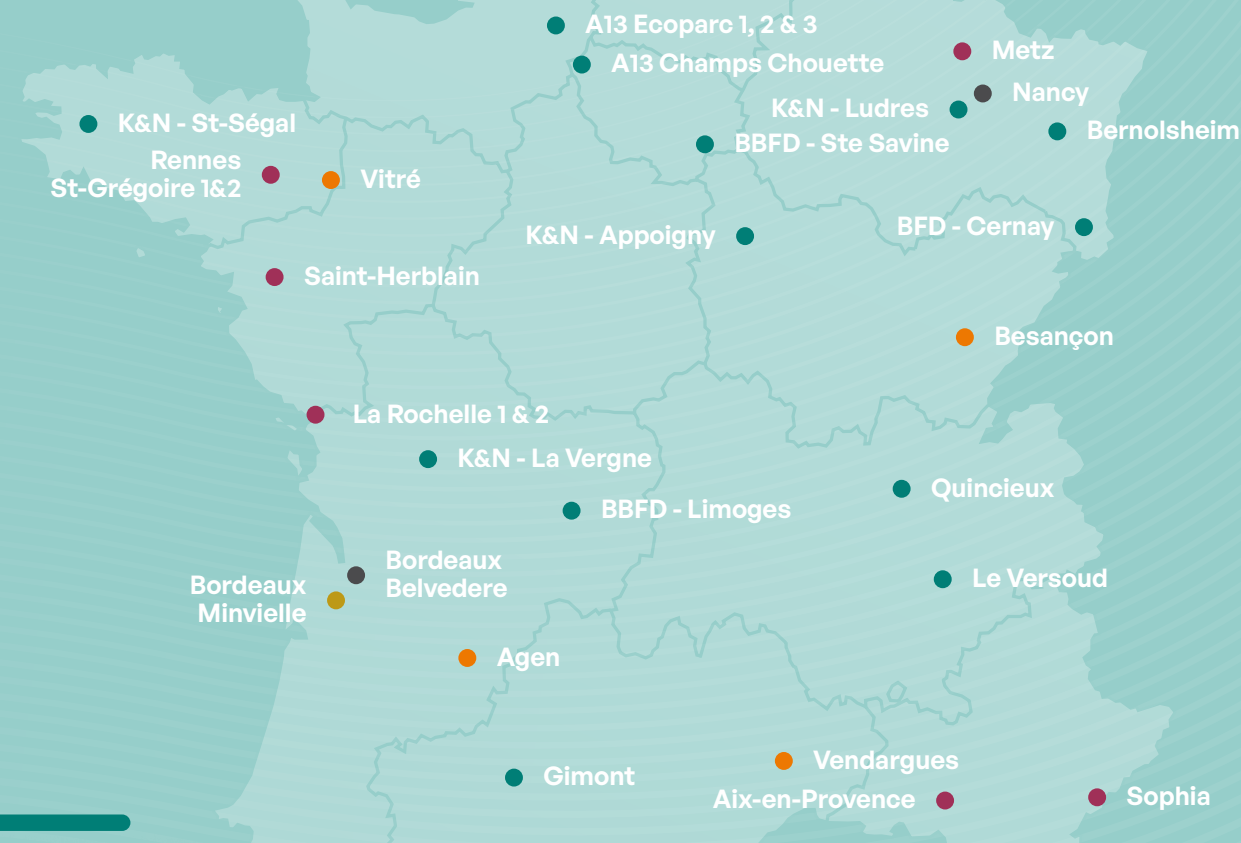 A13 Ecoparc 1, 2 & 3
Metz
A13 Champs Chouette
Nancy
K&N - Ludres
K&N - St-Ségal
Bernolsheim
BBFD - Ste Savine
Rennes
St-Grégoire 1&2
Vitré
K&N - Appoigny
BFD - Cernay
Saint-Herblain
Besançon
La Rochelle 1 & 2
K&N - La Vergne
Quincieux
BBFD - Limoges
Bordeaux
Belvedere
Le Versoud
Bordeaux
Minvielle
Agen
Vendargues
Gimont
Aix-en-Provence
Sophia